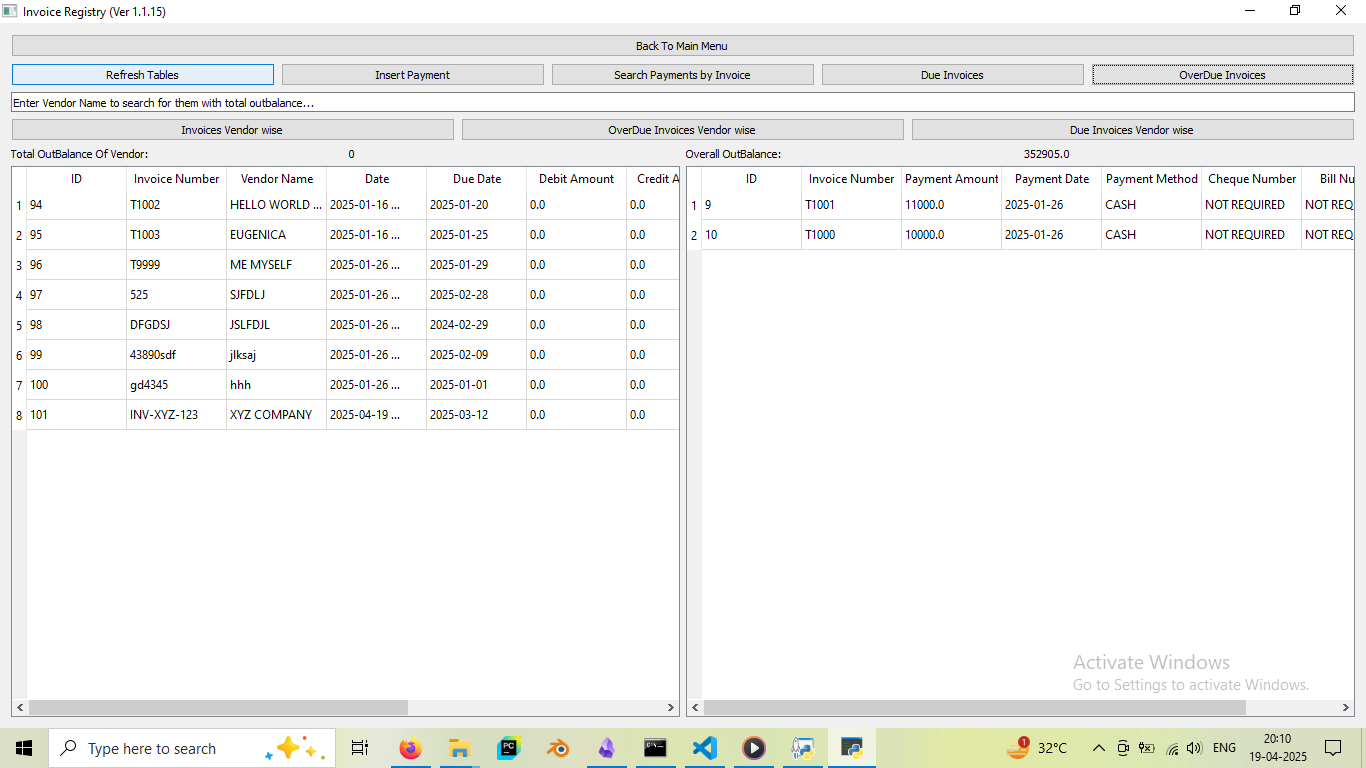 Invoice Registry (Ver 1.1.15)
Back To Main Menu
Refresh Tables Insert Payment Search Payments by Invoice Due Invoices OverDue Invoices
Enter Vendor Name to search for them with total outbalance...
Invoices Vendor wise OverDue Invoices Vendor wise Due Invoices Vendor wise
Total OutBalance Of Vendor: 0 Overall OutBalance: 352905.0
ID Invoice Number Vendor Name Date Due Date Debit Amount Credit A
1 94 T1002 HELLO WORLD ... 2025-01-16 ... 2025-01-20 0.0 0.0
2 95 T1003 EUGENICA 2025-01-16 ... 2025-01-25 0.0 0.0
3 96 T9999 ME MYSELF 2025-01-26 ... 2025-01-29 0.0 0.0
4 97 525 SJFDLJ 2025-01-26 ... 2025-02-28 0.0 0.0
5 98 DFGDSJ JSLFDJL 2025-01-26 ... 2024-02-29 0.0 0.0
6 99 43890sdf jlksaj 2025-01-26 ... 2025-02-09 0.0 0.0
7 100 gd4345 hhh 2025-01-26 ... 2025-01-01 0.0 0.0
8 101 INV-XYZ-123 XYZ COMPANY 2025-04-19 ... 2025-03-12 0.0 0.0
ID Invoice Number Payment Amount Payment Date Payment Method Cheque Number Bill Nu
1 9 T1001 11000.0 2025-01-26 CASH NOT REQUIRED NOT REQ
2 10 T1000 10000.0 2025-01-26 CASH NOT REQUIRED NOT REQ
Activate Windows
Go to Settings to activate Windows.
Type here to search PC 1 32°C ENG 20:10
19-04-2025